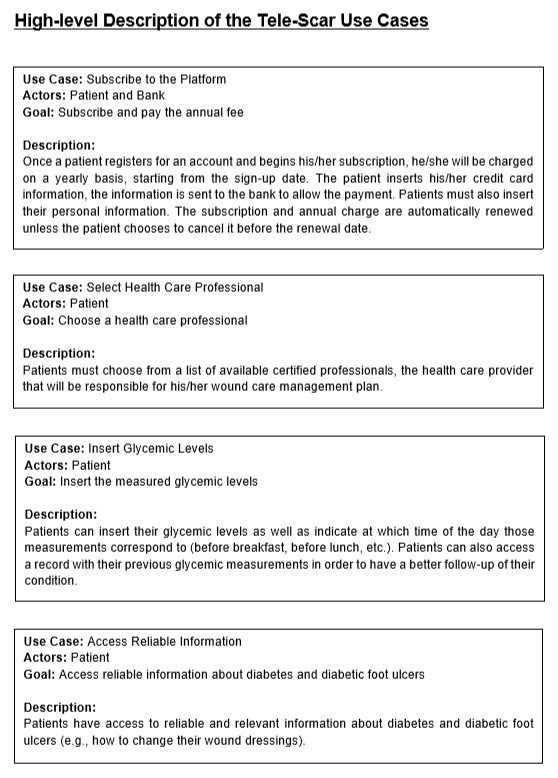 High-level Description of the Tele-Scar Use Cases
Use Case: Subscribe to the Platform
Actors: Patient and Bank
Goal: Subscribe and pay the annual fee
Description:
Once a patient registers for an account and begins his/her subscription, he/she will be charged
on a yearly basis, starting from the sign-up date. The patient inserts his/her credit card
information, the information is sent to the bank to allow the payment. Patients must also insert
their personal information. The subscription and annual charge are automatically renewed
unless the patient chooses to cancel it before the renewal date.
Use Case: Select Health Care Professional
Actors: Patient
Goal: Choose a health care professional
Description:
Patients must choose from a list of available certified professionals, the health care provider
that will be responsible for his/her wound care management plan.
Use Case: Insert Glycemic Levels
Actors: Patient
Goal: Insert the measured glycemic levels
Description:
Patients can insert their glycemic levels as well as indicate at which time of the day those
measurements correspond to (before breakfast, before lunch, etc.). Patients can also access
a record with their previous glycemic measurements in order to have a better follow-up of their
condition.
Use Case: Access Reliable Information
Actors: Patient
Goal: Access reliable information about diabetes and diabetic foot ulcers
Description:
Patients have access to reliable and relevant information about diabetes and diabetic foot
ulcers (e.g., how to change their wound dressings).